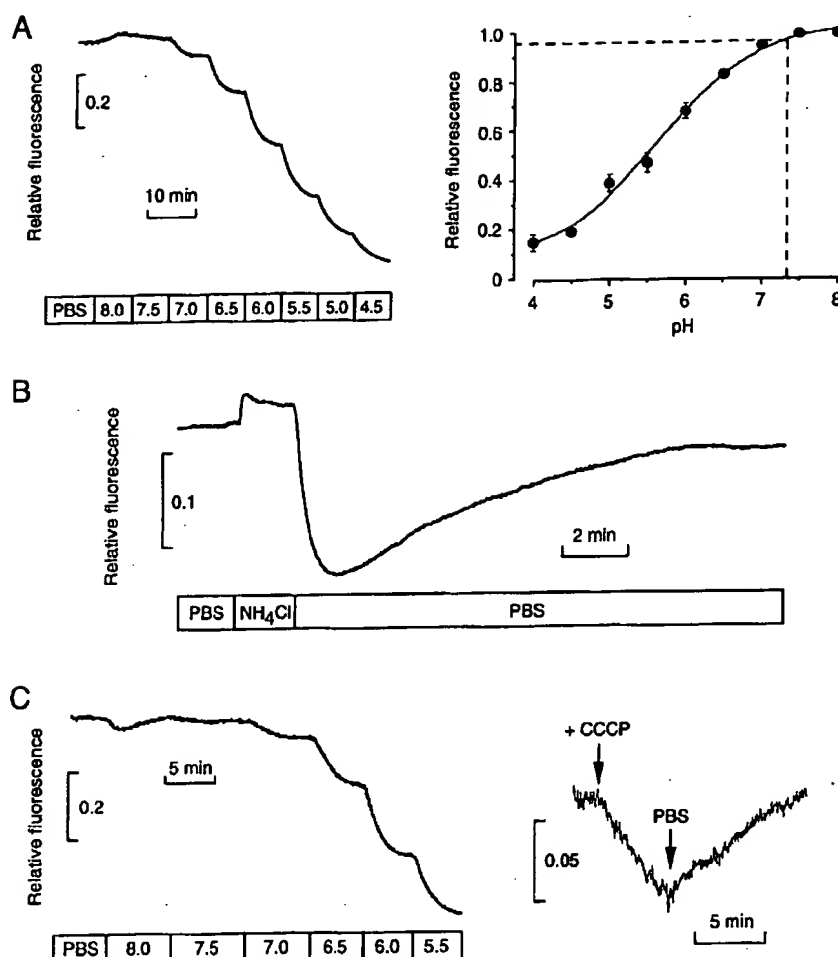 A
Relative fluorescence
0.2
10 min
PBS 8.0 7.5 7.0 6.5 6.0 5.5 5.0 4.5
Relative fluorescence
1.0
0.8
0.6
0.4
0.2
0
4 5 6 7 8
pH
B
Relative fluorescence
0.1
2 min
PBS NH₄Cl PBS
C
Relative fluorescence
0.2
5 min
PBS 8.0 7.5 7.0 6.5 6.0 5.5
+ CCCP
PBS
0.05
5 min